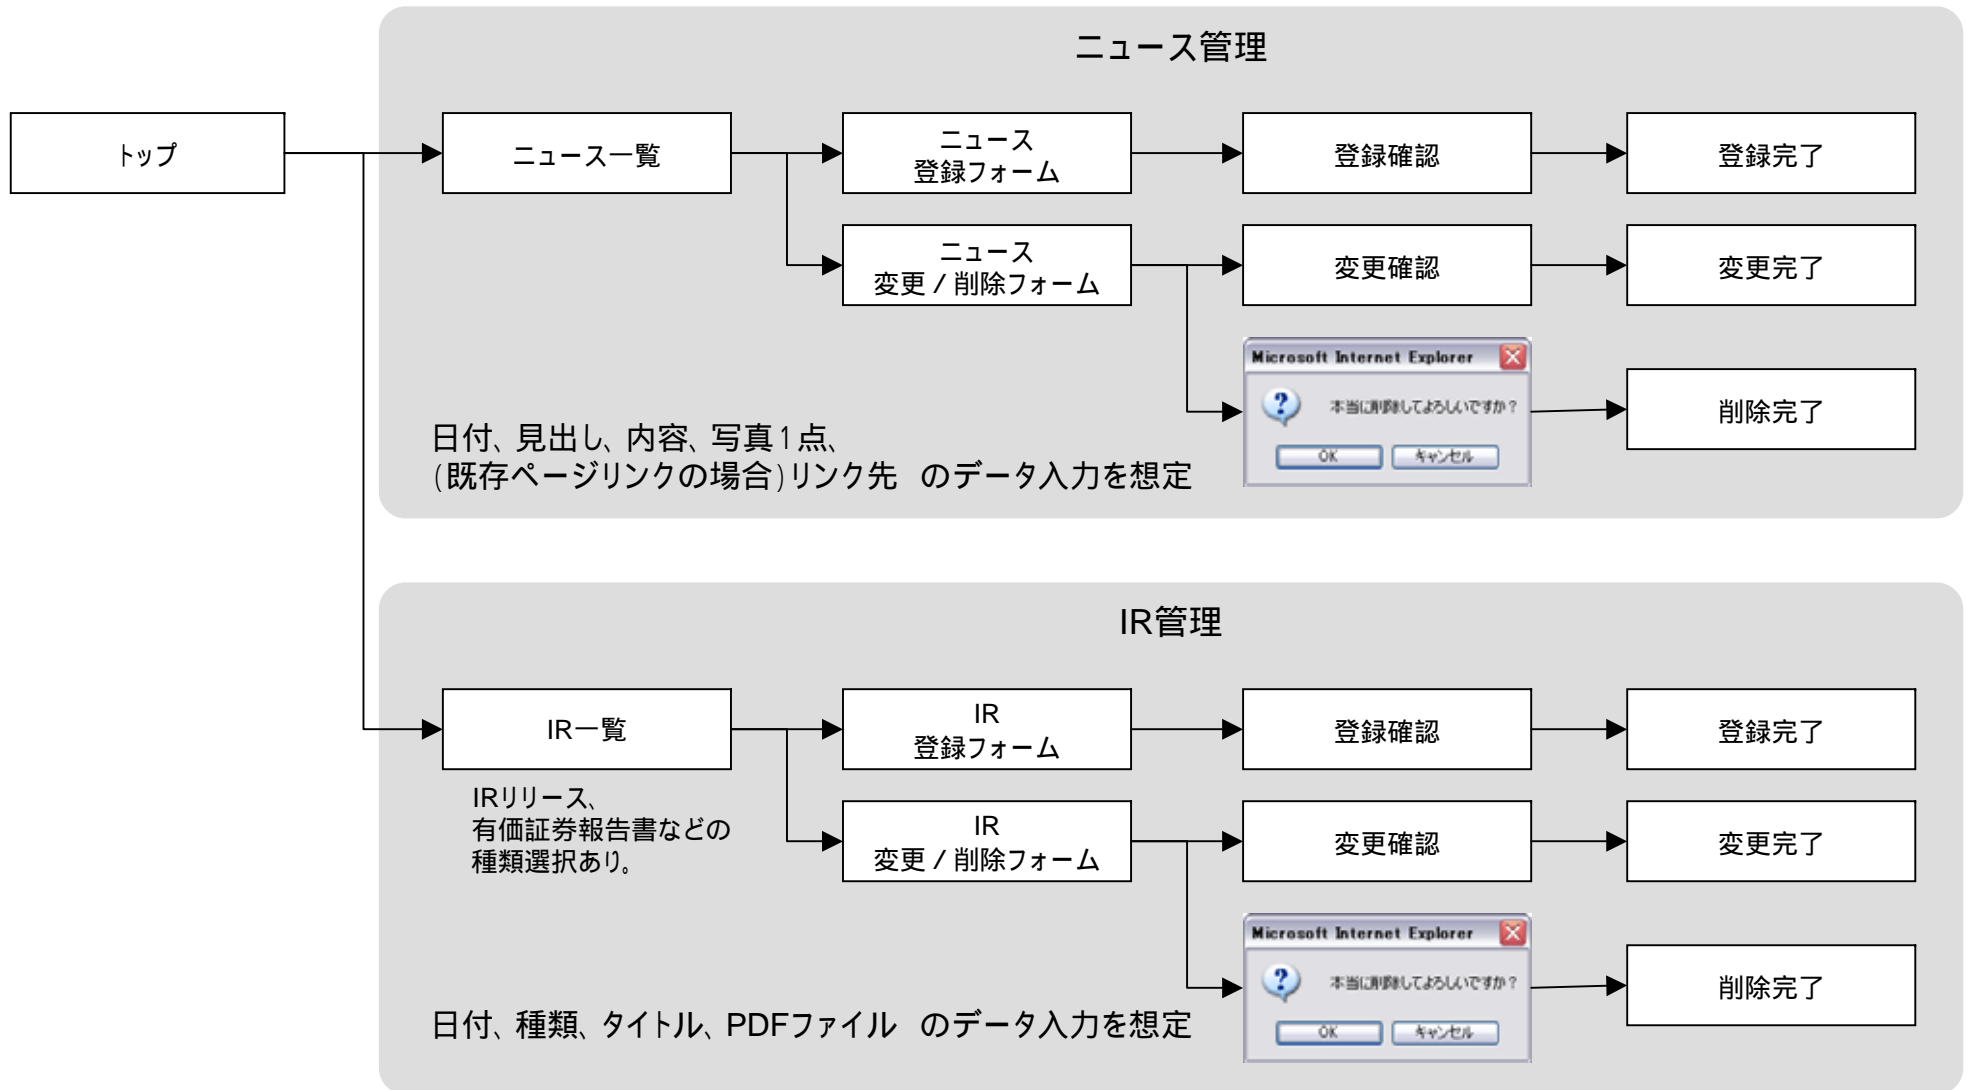 ニュース管理
トップ
ニュース一覧
ニュース
登録フォーム
登録確認
登録完了
ニュース
変更 / 削除フォーム
変更確認
変更完了
Microsoft Internet Explorer
本当に削除してよろしいですか?
OK
キャンセル
削除完了
日付、見出し、内容、写真1点、
(既存ページリンクの場合)リンク先 のデータ入力を想定
IR管理
IR一覧
IR
登録フォーム
登録確認
登録完了
IRリリース、
有価証券報告書などの
種類選択あり。
IR
変更 / 削除フォーム
変更確認
変更完了
Microsoft Internet Explorer
本当に削除してよろしいですか?
OK
キャンセル
削除完了
日付、種類、タイトル、PDFファイル のデータ入力を想定